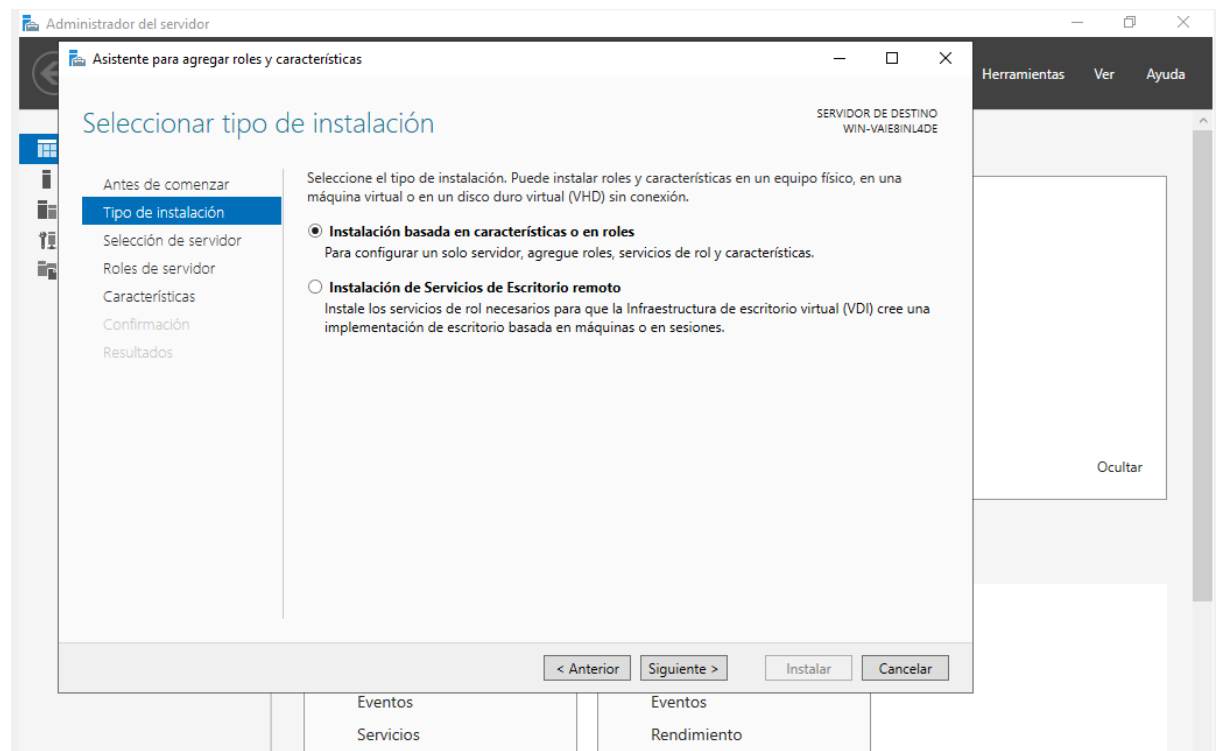 Administrador del servidor
Asistente para agregar roles y características
Herramientas Ver Ayuda
Seleccionar tipo de instalación
SERVIDOR DE DESTINO
WIN-VAIE8INL4DE
Antes de comenzar
Tipo de instalación
Selección de servidor
Roles de servidor
Características
Confirmación
Resultados
Seleccione el tipo de instalación. Puede instalar roles y características en un equipo físico, en una
máquina virtual o en un disco duro virtual (VHD) sin conexión.
Instalación basada en características o en roles
Para configurar un solo servidor, agregue roles, servicios de rol y características.
Instalación de Servicios de Escritorio remoto
Instale los servicios de rol necesarios para que la Infraestructura de escritorio virtual (VDI) cree una
implementación de escritorio basada en máquinas o en sesiones.
Ocultar
< Anterior Siguiente > Instalar Cancelar
Eventos Eventos
Servicios Rendimiento